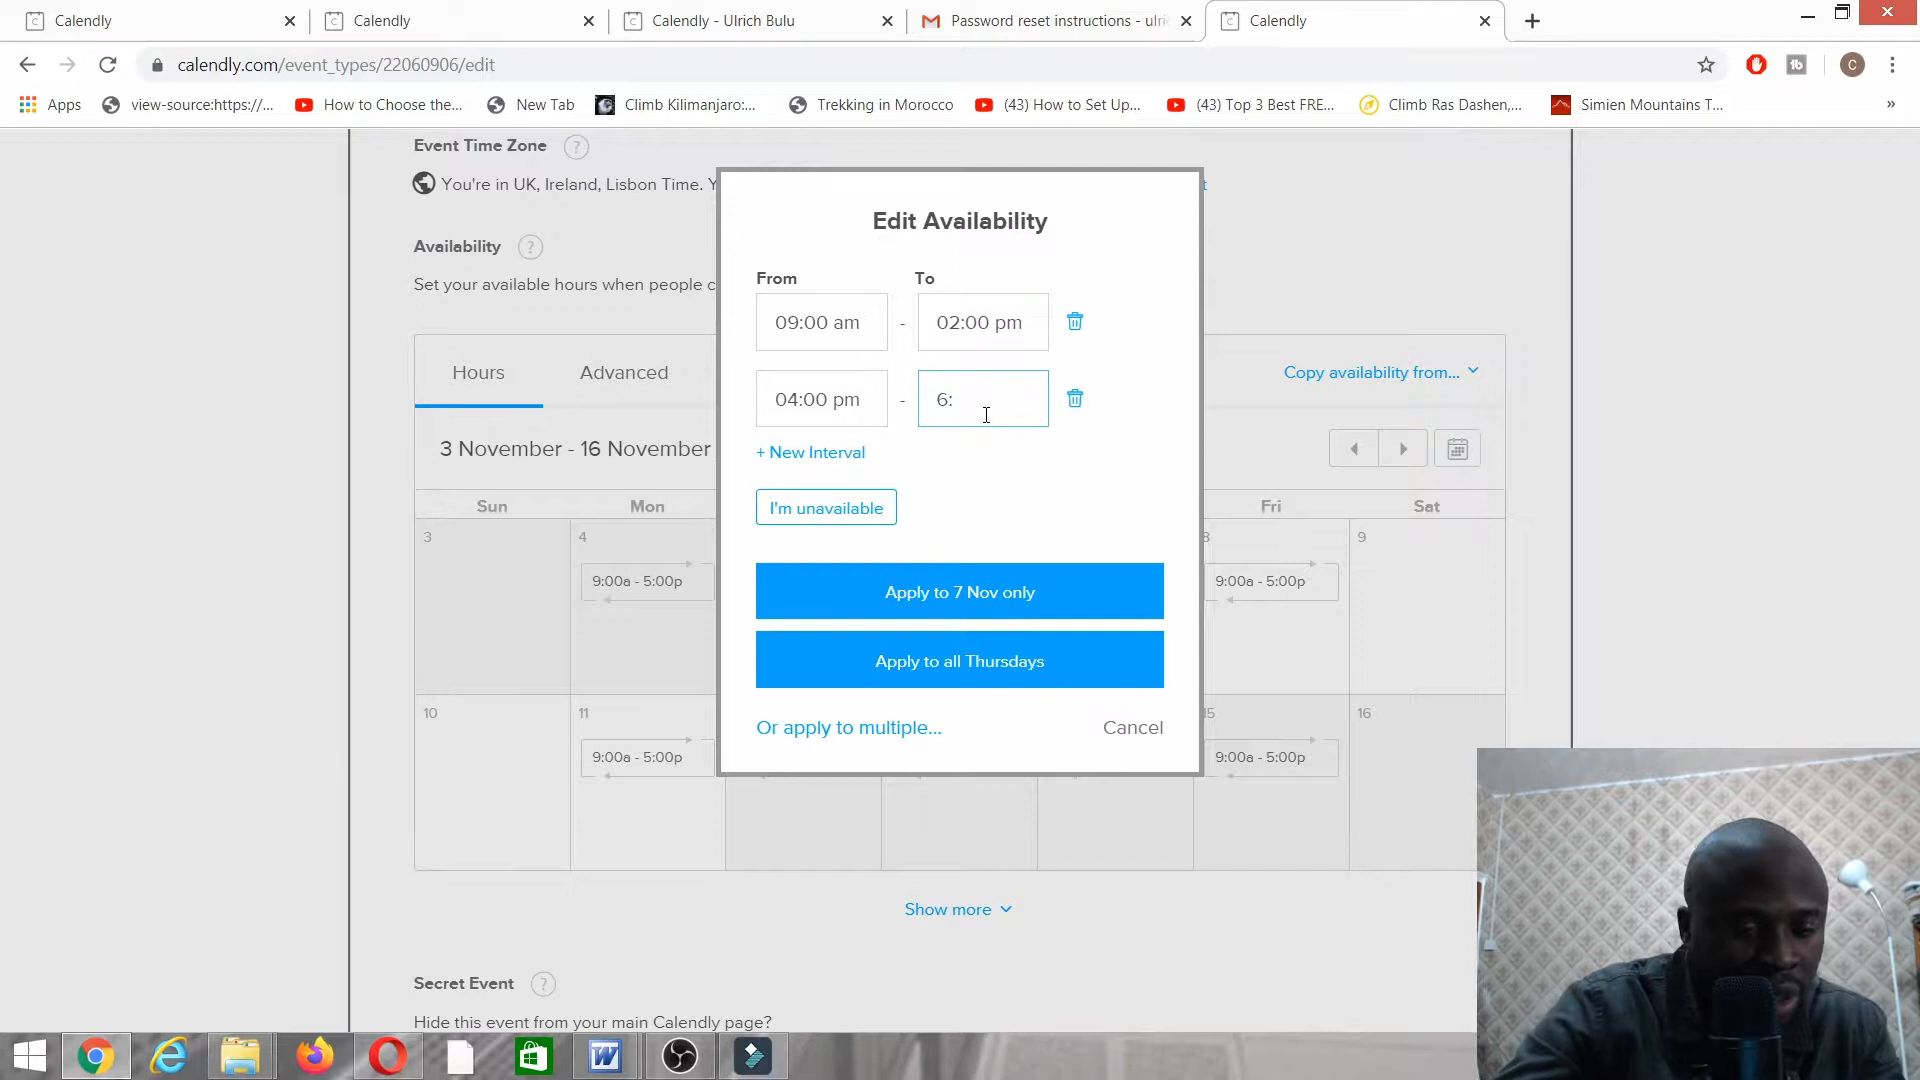 Calendly
Calendly
Calendly - Ulrich Bulu
Password reset instructions - ulri
Calendly
calendly.com/event_types/22060906/edit
Apps
view-source:https://...
How to Choose the...
New Tab
Climb Kilimanjaro:...
Trekking in Morocco
(43) How to Set Up...
(43) Top 3 Best FRE...
Climb Ras Dashen,...
Simien Mountains T...
Event Time Zone ?
You're in UK, Ireland, Lisbon Time. Y
t
Availability ?
Set your available hours when people c
Hours
Advanced
Copy availability from...
3 November - 16 November
Sun
Mon
Fri
Sat
3
4
8
9
9:00a - 5:00p
9:00a - 5:00p
10
11
15
16
9:00a - 5:00p
9:00a - 5:00p
Edit Availability
From
To
09:00 am - 02:00 pm
04:00 pm - 6:
+ New Interval
I'm unavailable
Apply to 7 Nov only
Apply to all Thursdays
Or apply to multiple...
Cancel
Show more
Secret Event ?
Hide this event from your main Calendly page?